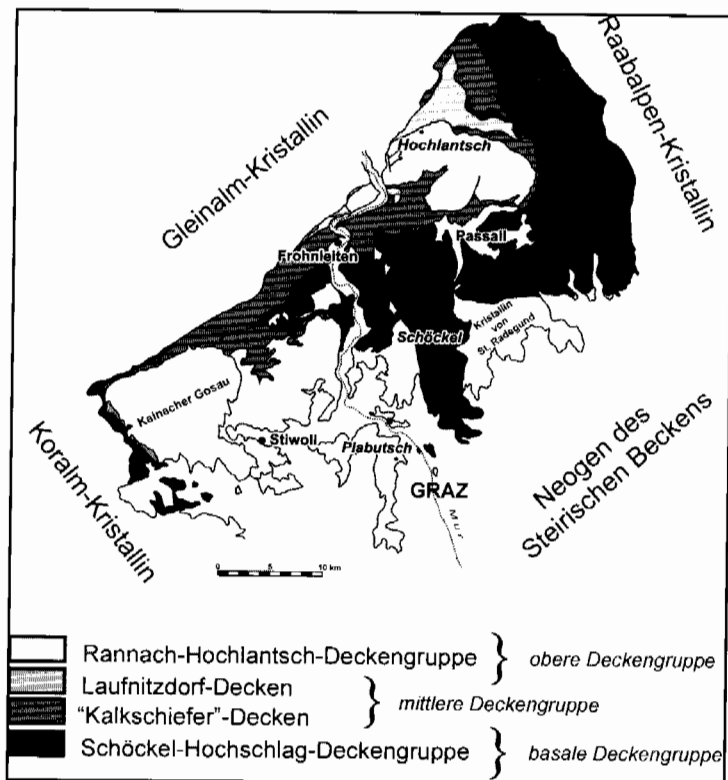 Raabalpen-Kristallin
Gleinalm-Kristallin
Hochlantsch
Passail
Frohnleiten
Schöckel
Kristallin
von
St. Radegund
Kainacher Gosau
Stiwoll
Plabutsch
GRAZ
Mur
Koralm-Kristallin
Neogen des
Steirischen Beckens
0 5 10 km
Rannach-Hochlantsch-Deckengruppe } obere Deckengruppe
Laufnitzdorf-Decken
} mittlere Deckengruppe
"Kalkschiefer"-Decken
Schöckel-Hochschlag-Deckengruppe } basale Deckengruppe